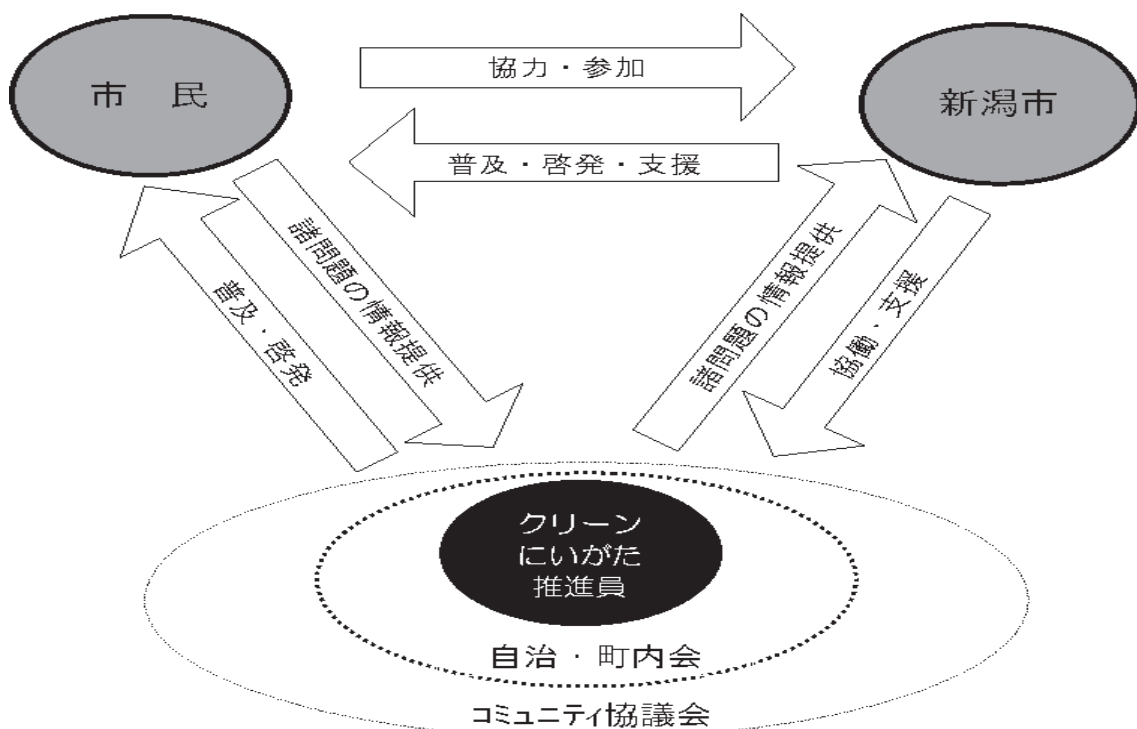 市　民
協力・参加
新潟市
普及・啓発・支援
諸問題の情報提供
普及・啓発
諸問題の情報提供
協働・支援
クリーン
にいがた
推進員
自治・町内会
コミュニティ協議会